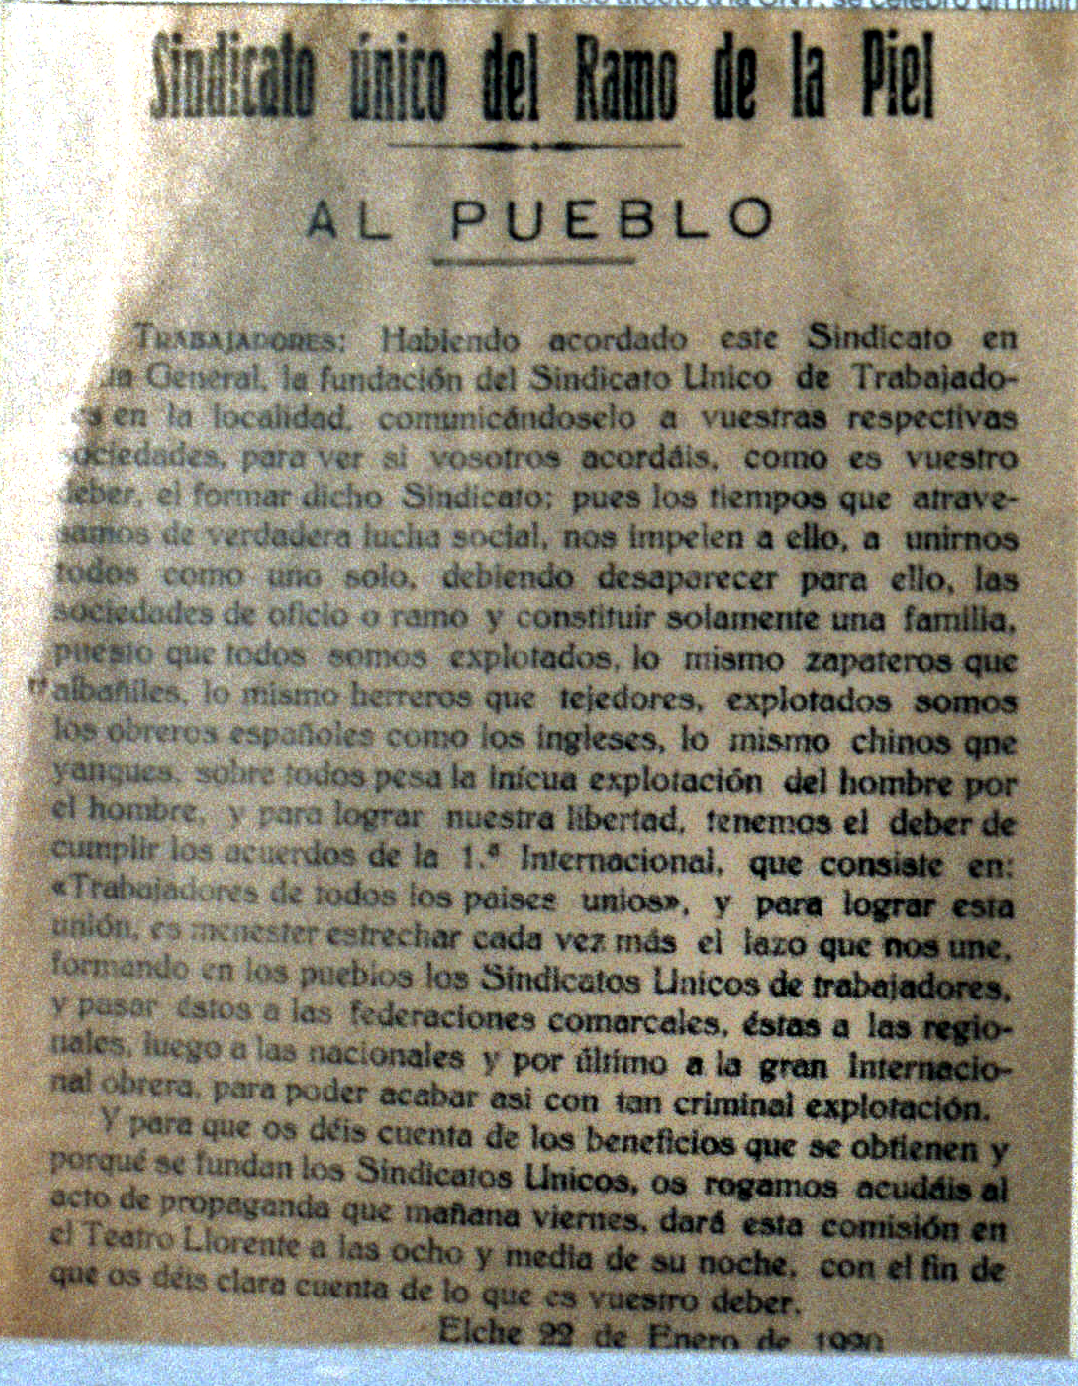 Sindicato único del Ramo de la Piel
AL PUEBLO
TRABAJADORES: Habiendo acordado este Sindicato en
General, la fundación del Sindicato Unico de Trabajado-
en la localidad, comunicándoselo a vuestras respectivas
sociedades, para ver si vosotros acordáis, como es vuestro
deber, el formar dicho Sindicato; pues los tiempos que atrave-
samos de verdadera lucha social, nos impelen a ello, a unirnos
todos como uno solo, debiendo desaparecer para ello, las
sociedades de oficio o ramo y constituir solamente una familia,
puesto que todos somos explotados, lo mismo zapateros que
albañiles, lo mismo herreros que tejedores, explotados somos
los obreros españoles como los ingleses, lo mismo chinos qne
yanques, sobre todos pesa la inícua explotación del hombre por
el hombre, y para lograr nuestra libertad, tenemos el deber de
cumplir los acuerdos de la 1.ª Internacional, que consiste en:
«Trabajadores de todos los paises unios», y para lograr esta
unión, es menester estrechar cada vez más el lazo que nos une,
formando en los pueblos los Sindicatos Unicos de trabajadores,
y pasar éstos a las federaciones comarcales, éstas a las regio-
nales, luego a las nacionales y por último a la gran Internacio-
nal obrera, para poder acabar asi con tan criminal explotación.
Y para que os déis cuenta de los beneficios que se obtienen y
porqué se fundan los Sindicatos Unicos, os rogamos acudáis al
acto de propaganda que mañana viernes, dará esta comisión en
el Teatro Llorente a las ocho y media de su noche, con el fin de
que os déis clara cuenta de lo que es vuestro deber.
Elche 22 de Enero de 1920